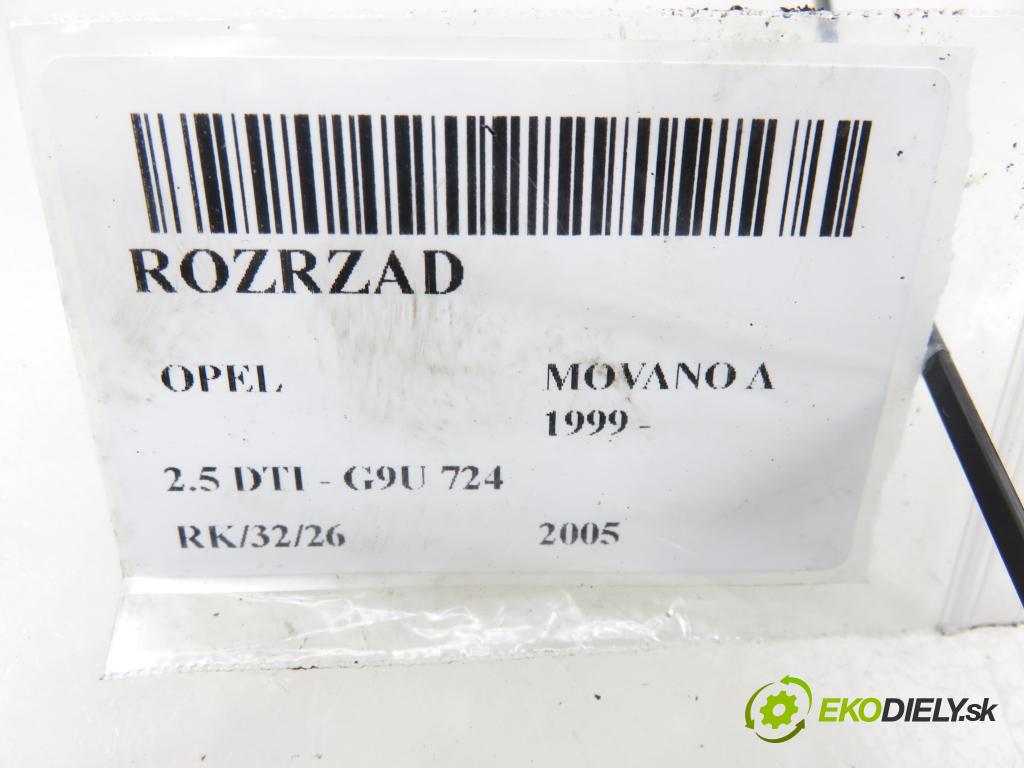 ROZRZAD
OPEL
MOVANO A
1999 -
2.5 DTI - G9U 724
RK/32/26
2005
EKODIELY.sk